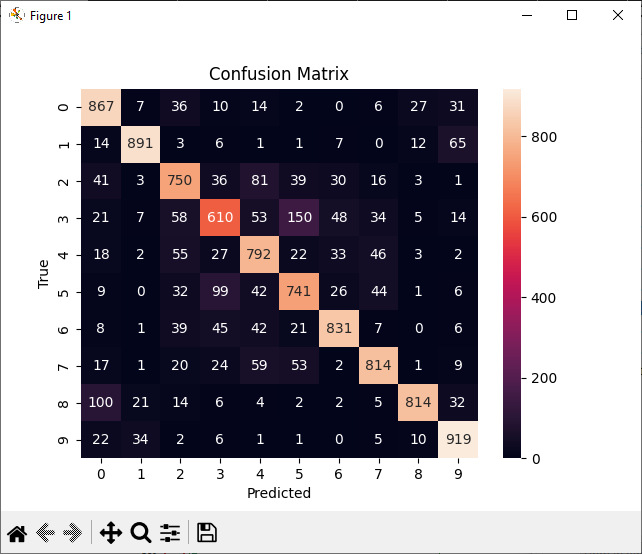 Figure 1
Confusion Matrix
0 867 7 36 10 14 2 0 6 27 31
1 14 891 3 6 1 1 7 0 12 65
2 41 3 750 36 81 39 30 16 3 1
3 21 7 58 610 53 150 48 34 5 14
4 18 2 55 27 792 22 33 46 3 2
5 9 0 32 99 42 741 26 44 1 6
6 8 1 39 45 42 21 831 7 0 6
7 17 1 20 24 59 53 2 814 1 9
8 100 21 14 6 4 2 2 5 814 32
9 22 34 2 6 1 1 0 5 10 919
0 1 2 3 4 5 6 7 8 9
True
Predicted
800
600
400
200
0